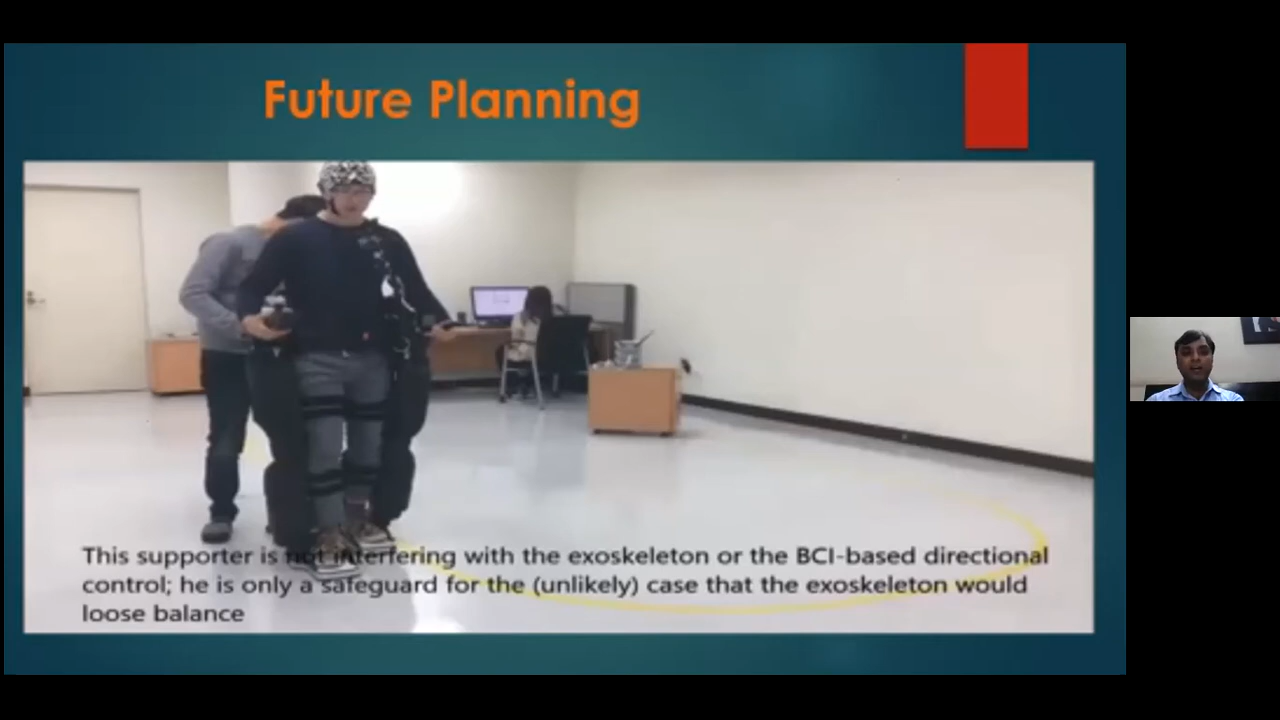 Future Planning
This supporter is not interfering with the exoskeleton or the BCI-based directional
control; he is only a safeguard for the (unlikely) case that the exoskeleton would
loose balance